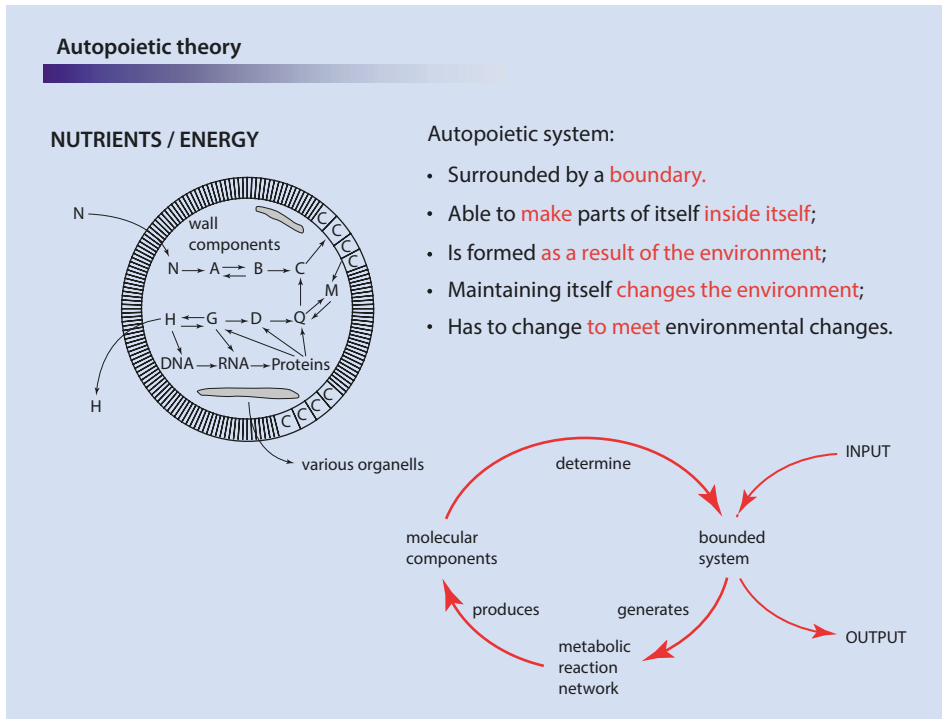 Autopoietic theory
NUTRIENTS / ENERGY
N
wall
components
N A B C
M
H G D Q
DNA RNA Proteins
H
C
C
C
C
C
C
C
C
various organells
Autopoietic system:
• Surrounded by a boundary.
• Able to make parts of itself inside itself;
• Is formed as a result of the environment;
• Maintaining itself changes the environment;
• Has to change to meet environmental changes.
determine
INPUT
molecular
components
bounded
system
produces
generates
metabolic
reaction
network
OUTPUT